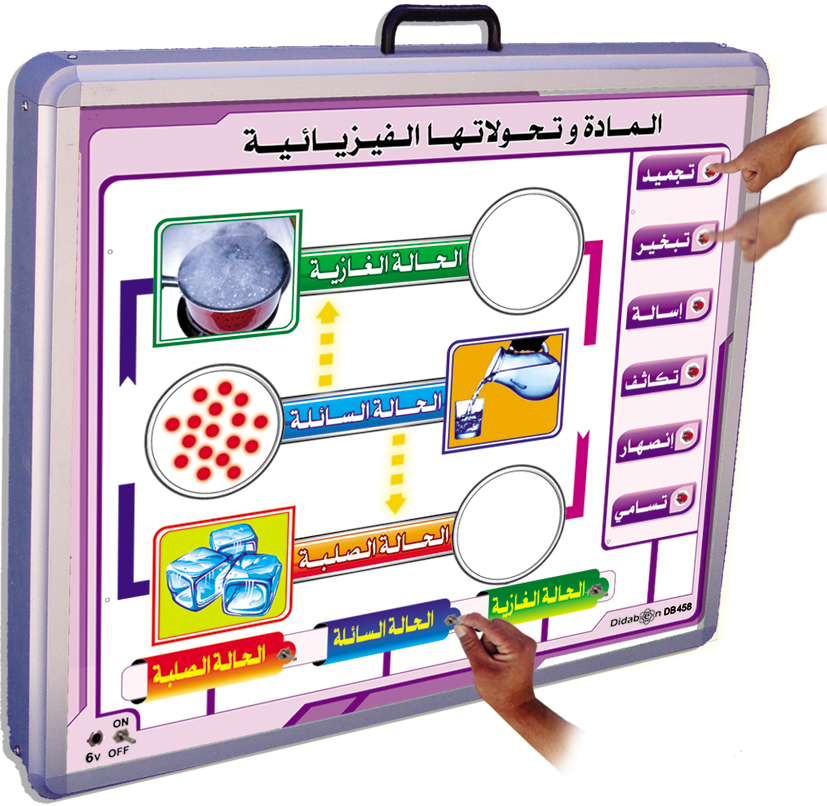 المادة وتحولاتها الفيزيائية
تجميد
تبخير
إسالة
تكاثف
إنصهار
تسامي
الحالة الغازية
الحالة السائلة
الحالة الصلبة
الحالة الغازية
الحالة السائلة
الحالة الصلبة
Didabon DB458
ON
6V OFF